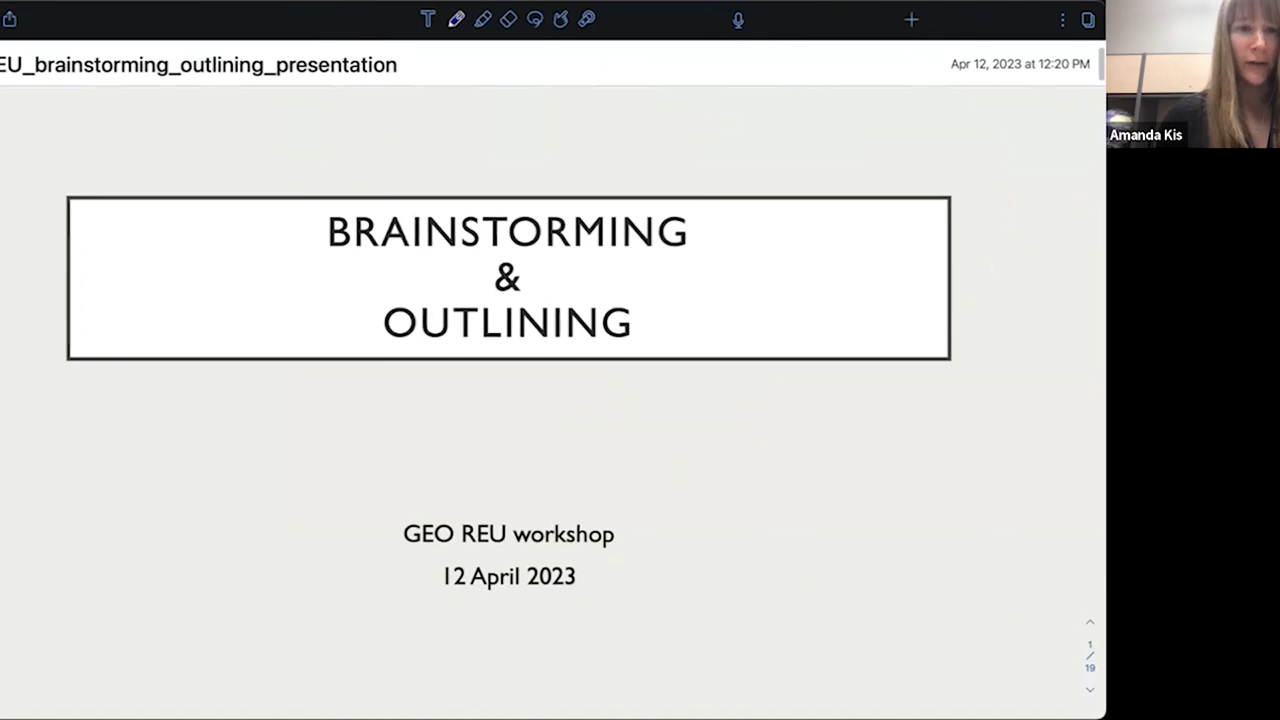 EU_brainstorming_outlining_presentation
Apr 12, 2023 at 12:20 PM
Amanda Kis
BRAINSTORMING
&
OUTLINING
GEO REU workshop
12 April 2023
1
/
19